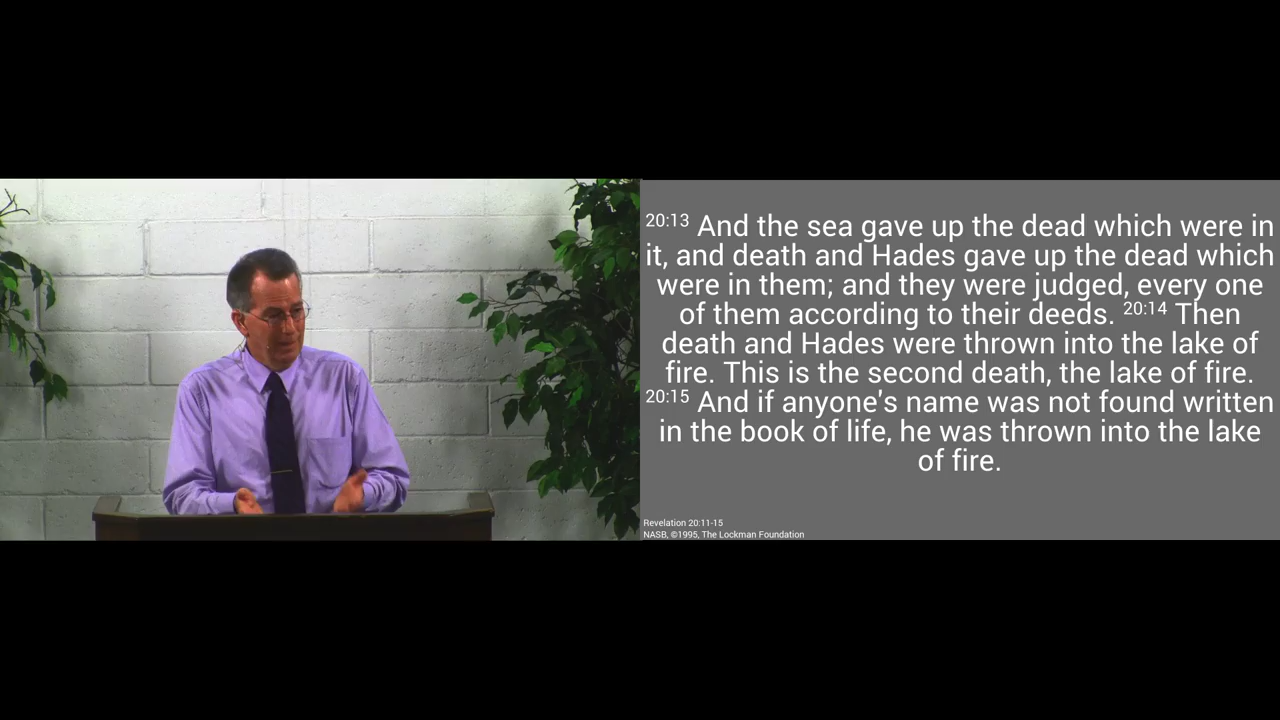 20:13 And the sea gave up the dead which were in
it, and death and Hades gave up the dead which
were in them; and they were judged, every one
of them according to their deeds. 20:14 Then
death and Hades were thrown into the lake of
fire. This is the second death, the lake of fire.
20:15 And if anyone's name was not found written
in the book of life, he was thrown into the lake
of fire.
Revelation 20:11-15
NASB, ©1995, The Lockman Foundation